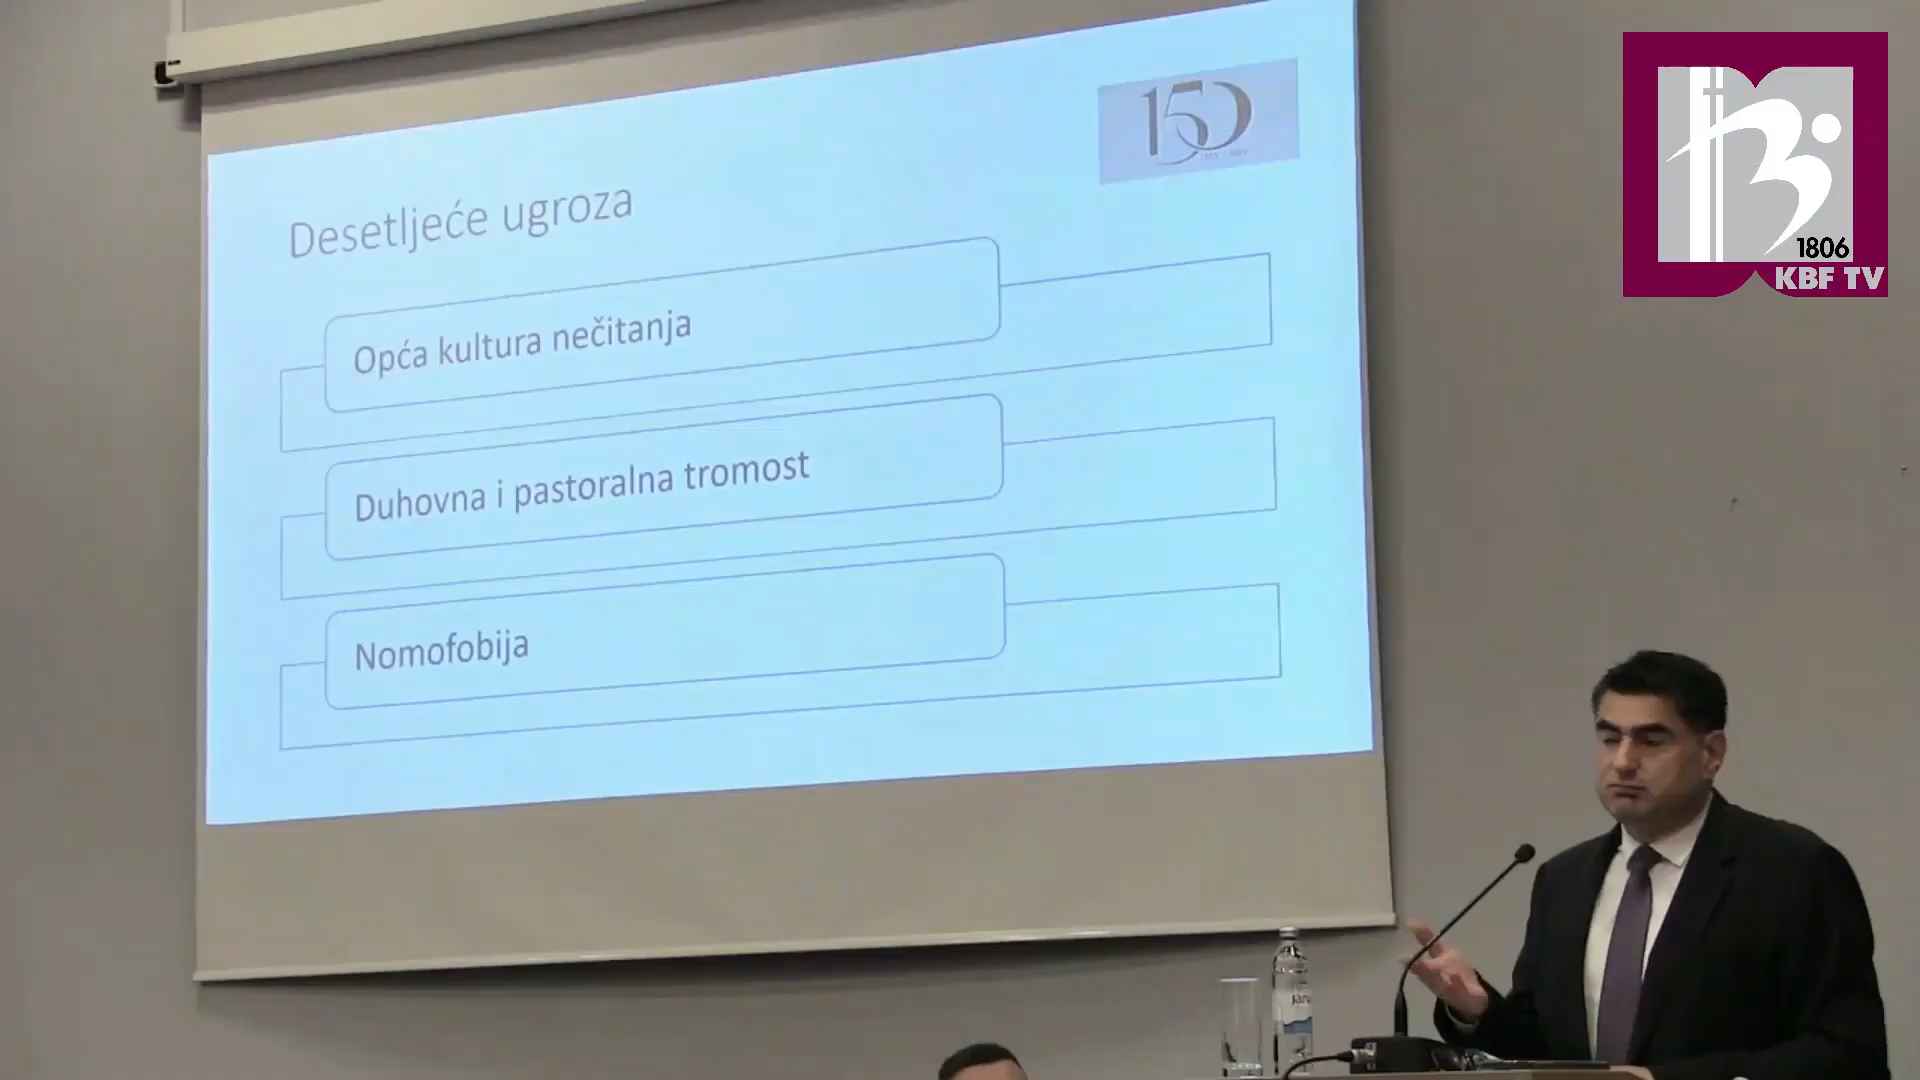 150
Desetljeće ugroza
Opća kultura nečitanja
Duhovna i pastoralna tromost
Nomofobija
1806
KBF TV